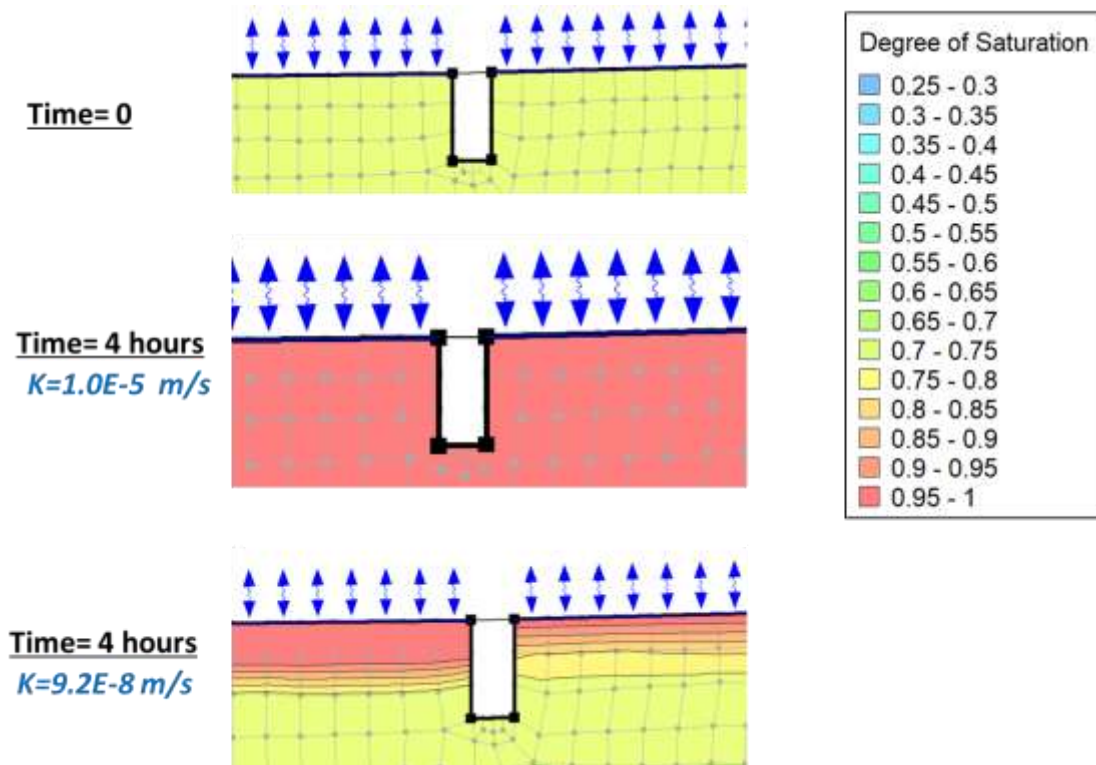 Time= 0
Time= 4 hours
K=1.0E-5 m/s
Time= 4 hours
K=9.2E-8 m/s
Degree of Saturation
0.25 - 0.3
0.3 - 0.35
0.35 - 0.4
0.4 - 0.45
0.45 - 0.5
0.5 - 0.55
0.55 - 0.6
0.6 - 0.65
0.65 - 0.7
0.7 - 0.75
0.75 - 0.8
0.8 - 0.85
0.85 - 0.9
0.9 - 0.95
0.95 - 1